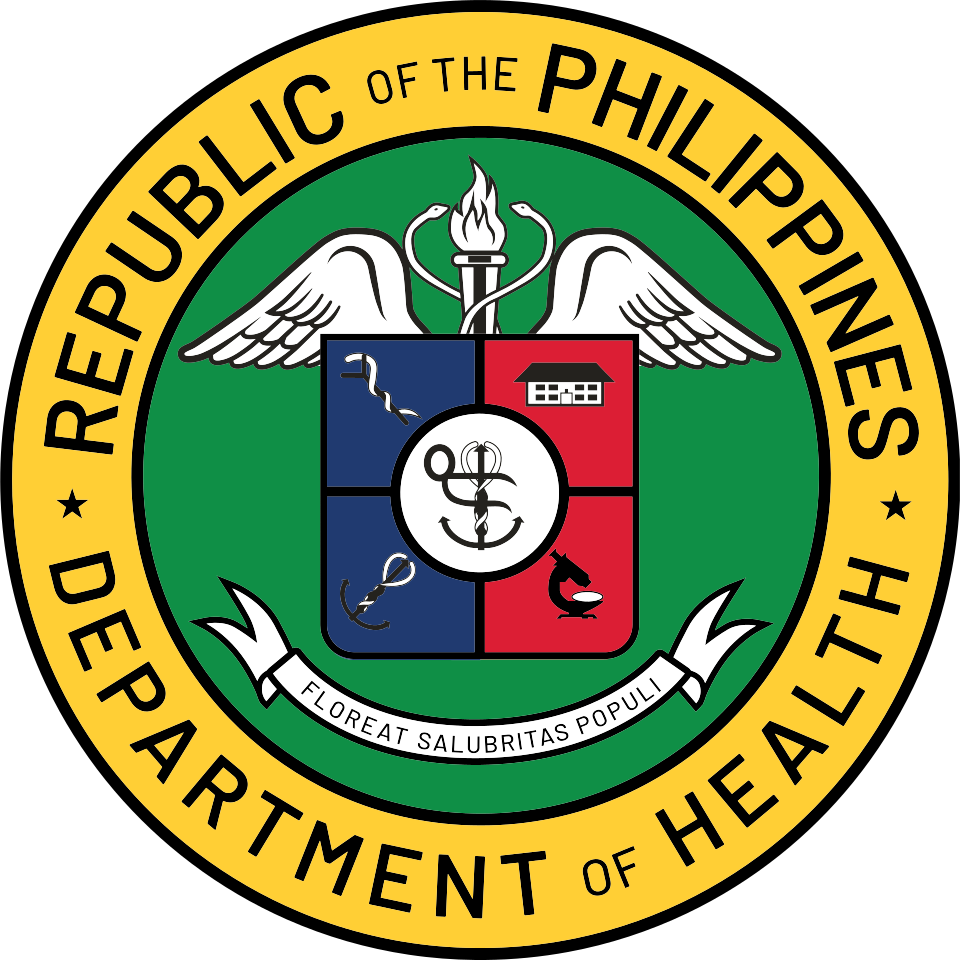 REPUBLIC OF THE PHILIPPINES
DEPARTMENT OF HEALTH
FLOREAT SALUBRITAS POPULI